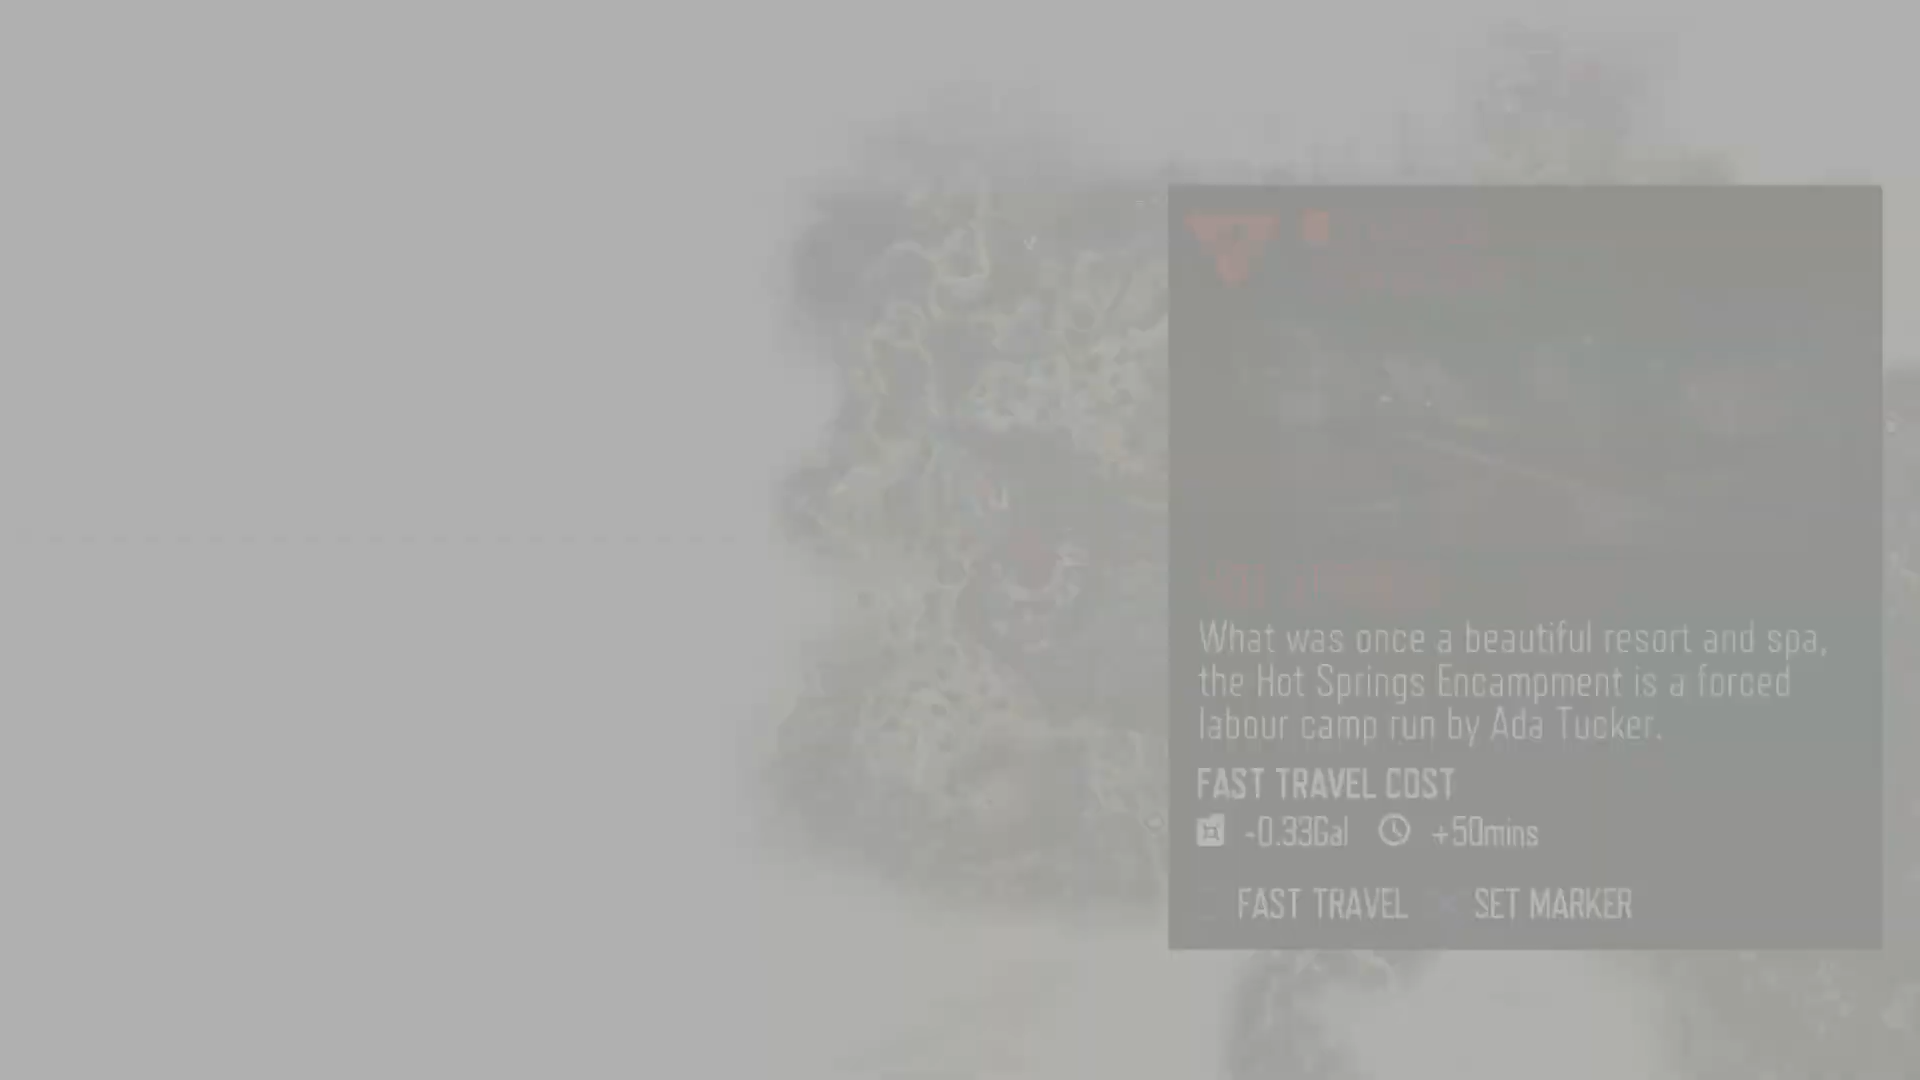 What was once a beautiful resort and spa,
the Hot Springs Encampment is a forced
labour camp run by Ada Tucker.
FAST TRAVEL COST
-0.33Gal +50mins
FAST TRAVEL SET MARKER